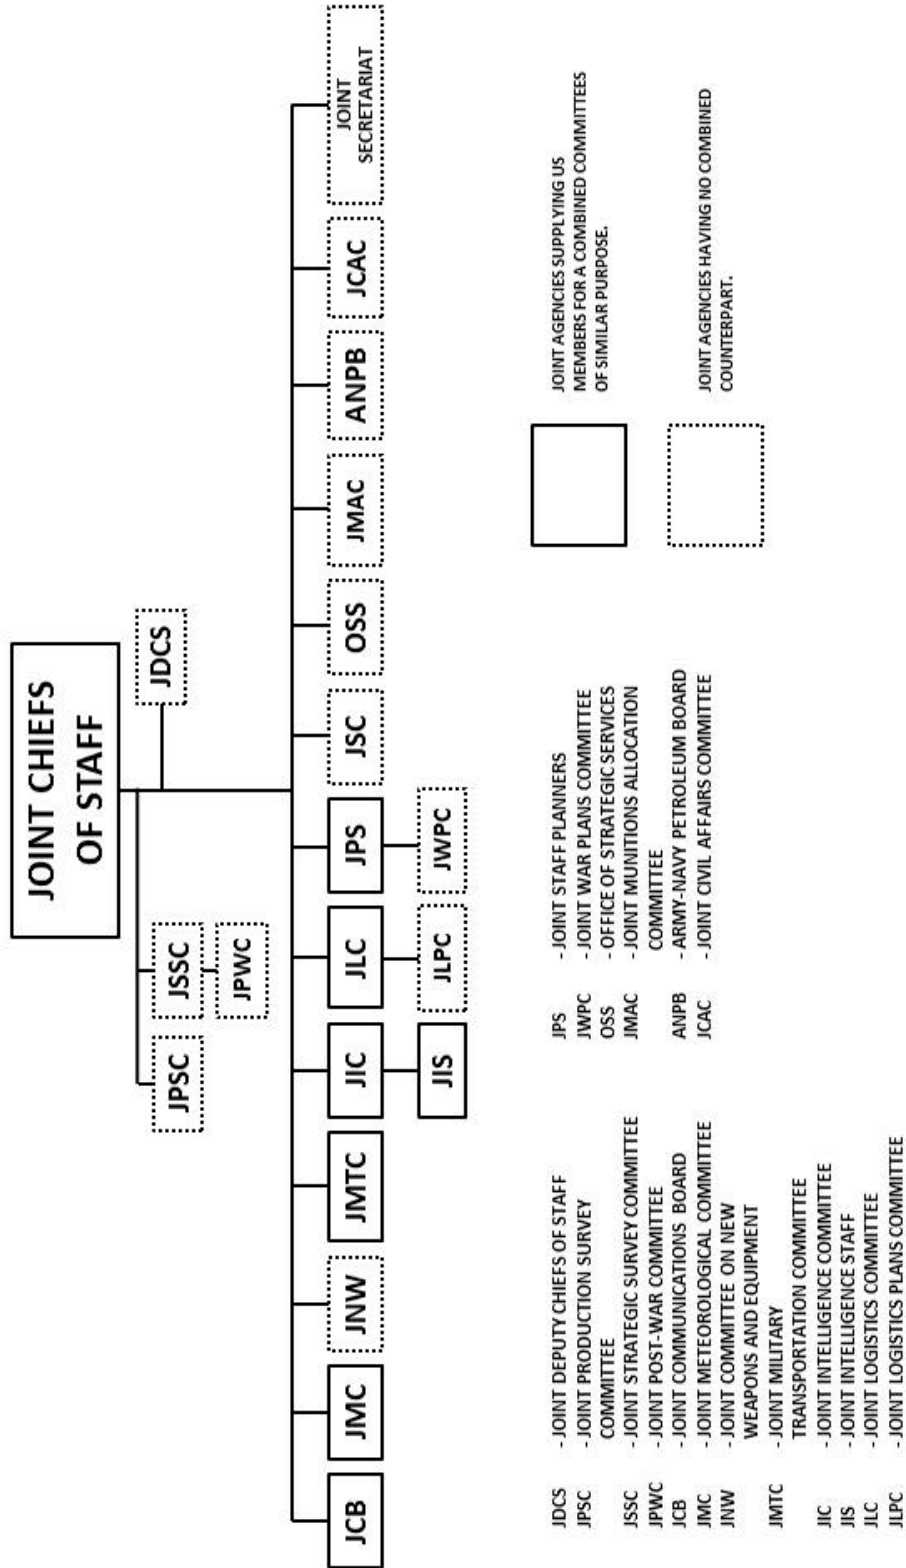 JOINT CHIEFS
OF STAFF
JDCS
JPSC
JSSC
JPWC
JCB
JMC
JNW
JMTC
JIC
JLC
JPS
JSC
OSS
JMAC
ANPB
JCAC
JOINT
SECRETARIAT
JIS
JLPC
JWPC
JDCS - JOINT DEPUTY CHIEFS OF STAFF
JPSC - JOINT PRODUCTION SURVEY
COMMITTEE
JSSC - JOINT STRATEGIC SURVEY COMMITTEE
JPWC - JOINT POST-WAR COMMITTEE
JCB - JOINT COMMUNICATIONS BOARD
JMC - JOINT METEOROLOGICAL COMMITTEE
JNW - JOINT COMMITTEE ON NEW
WEAPONS AND EQUIPMENT
JMTC - JOINT MILITARY
TRANSPORTATION COMMITTEE
JIC - JOINT INTELLIGENCE COMMITTEE
JIS - JOINT INTELLIGENCE STAFF
JLC - JOINT LOGISTICS COMMITTEE
JLPC - JOINT LOGISTICS PLANS COMMITTEE
JPS - JOINT STAFF PLANNERS
JWPC - JOINT WAR PLANS COMMITTEE
OSS - OFFICE OF STRATEGIC SERVICES
JMAC - JOINT MUNITIONS ALLOCATION
COMMITTEE
ANPB - ARMY-NAVY PETROLEUM BOARD
JCAC - JOINT CIVIL AFFAIRS COMMITTEE
JOINT AGENCIES SUPPLYING US
MEMBERS FOR A COMBINED COMMITTEES
OF SIMILAR PURPOSE.
JOINT AGENCIES HAVING NO COMBINED
COUNTERPART.